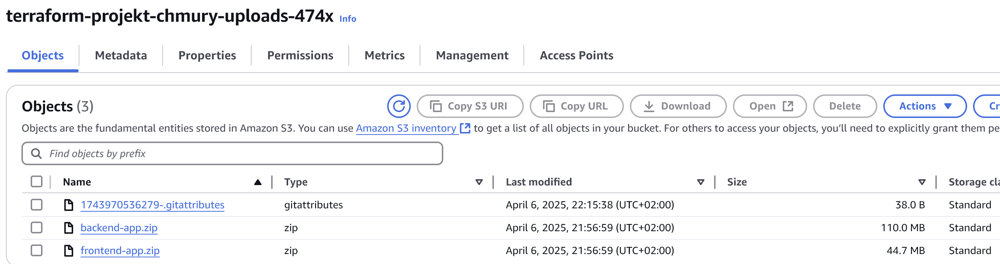 terraform-projekt-chmury-uploads-474x Info
Objects Metadata Properties Permissions Metrics Management Access Points
Objects (3) Copy S3 URI Copy URL Download Open Delete Actions
Objects are the fundamental entities stored in Amazon S3. You can use Amazon S3 inventory to get a list of all objects in your bucket. For others to access your objects, you’ll need to explicitly grant them
Find objects by prefix
Name Type Last modified Size Storage
1743970536279-.gitattributes gitattributes April 6, 2025, 22:15:38 (UTC+02:00) 38.0 B Standard
backend-app.zip zip April 6, 2025, 21:56:59 (UTC+02:00) 110.0 MB Standard
frontend-app.zip zip April 6, 2025, 21:56:59 (UTC+02:00) 44.7 MB Standard